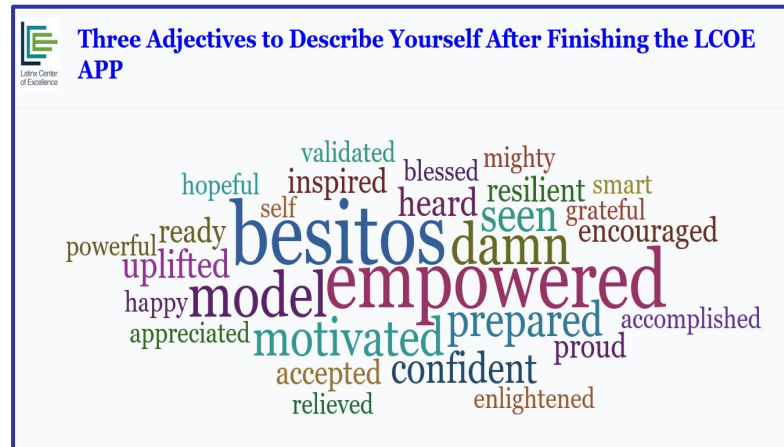 Latinx Center
of Excellence
Three Adjectives to Describe Yourself After Finishing the LCOE
APP
validated
blessed
mighty
hopeful
inspired
resilient
smart
self
heard
seen
grateful
powerful
ready
besitos
damn
encouraged
uplifted
happy
model
empowered
appreciated
motivated
prepared
accomplished
proud
accepted
confident
relieved
enlightened